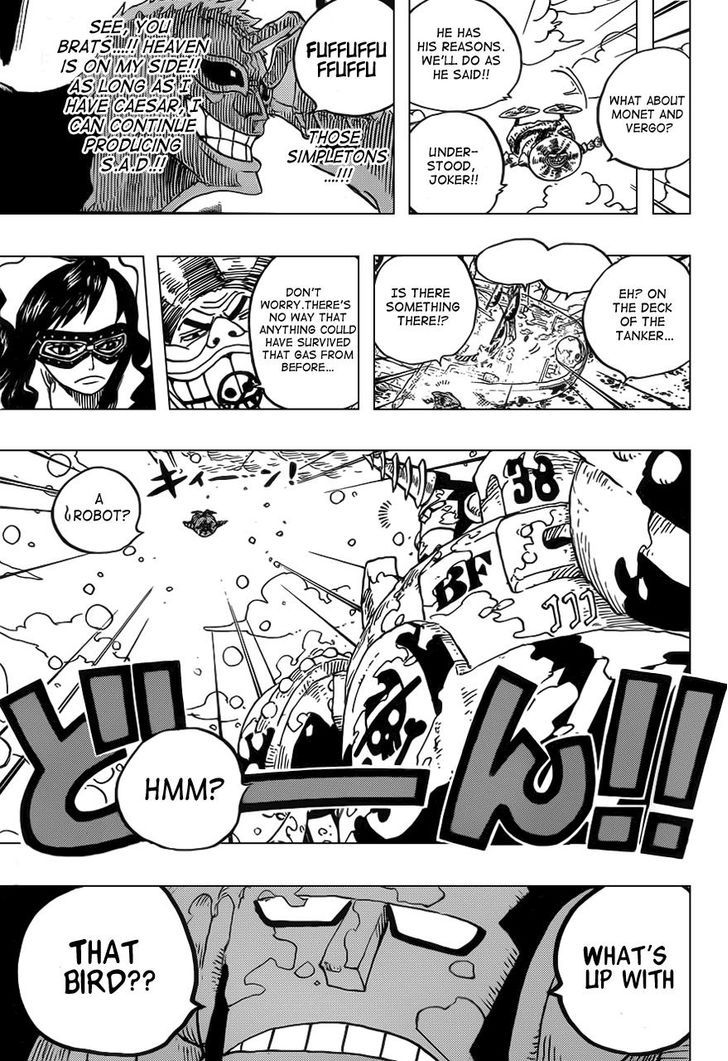 WHAT ABOUT
MONET AND
VERGO?
HE HAS
HIS REASONS.
WE'LL DO AS
HE SAID!!
UNDER-
STOOD,
JOKER!!
FUFFUFFU
FFUFFU
THOSE
SIMPLETONS
....!!!
SEE, YOU
BRATS....!! HEAVEN
IS ON MY SIDE!!
AS LONG AS I
HAVE CAESAR, I
CAN CONTINUE
PRODUCING
S.A.D..!!
EH? ON
THE DECK
OF THE
TANKER...
IS THERE
SOMETHING
THERE!?
DON'T
WORRY.THERE'S
NO WAY THAT
ANYTHING COULD
HAVE SURVIVED
THAT GAS FROM
BEFORE...
キィーーン!
A
ROBOT?
38
BF
どーーん!!
HMM?
WHAT'S
UP WITH
THAT
BIRD??